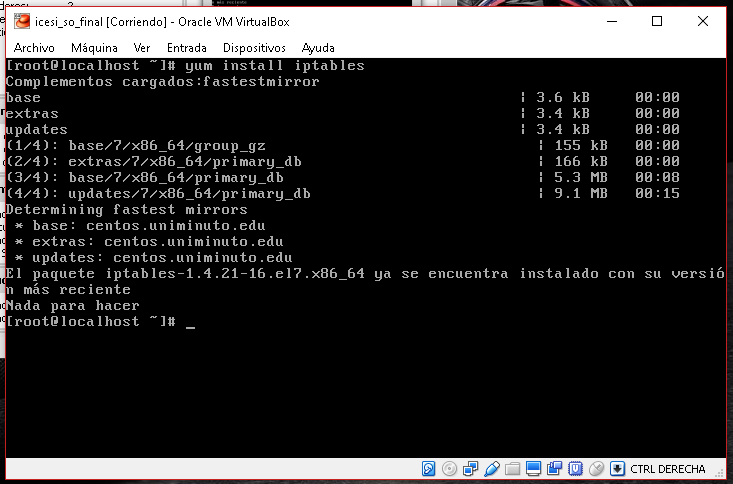 icesi_so_final [Corriendo] - Oracle VM VirtualBox
Archivo Máquina Ver Entrada Dispositivos Ayuda
[root@localhost ~]# yum install iptables
Complementos cargados:fastestmirror
base | 3.6 kB 00:00
extras | 3.4 kB 00:00
updates | 3.4 kB 00:00
(1/4): base/7/x86_64/group_gz | 155 kB 00:00
(2/4): extras/7/x86_64/primary_db | 166 kB 00:00
(3/4): base/7/x86_64/primary_db | 5.3 MB 00:08
(4/4): updates/7/x86_64/primary_db | 9.1 MB 00:15
Determining fastest mirrors
* base: centos.uniminuto.edu
* extras: centos.uniminuto.edu
* updates: centos.uniminuto.edu
El paquete iptables-1.4.21-16.el7.x86_64 ya se encuentra instalado con su versió
n más reciente
Nada para hacer
[root@localhost ~]# _
CTRL DERECHA